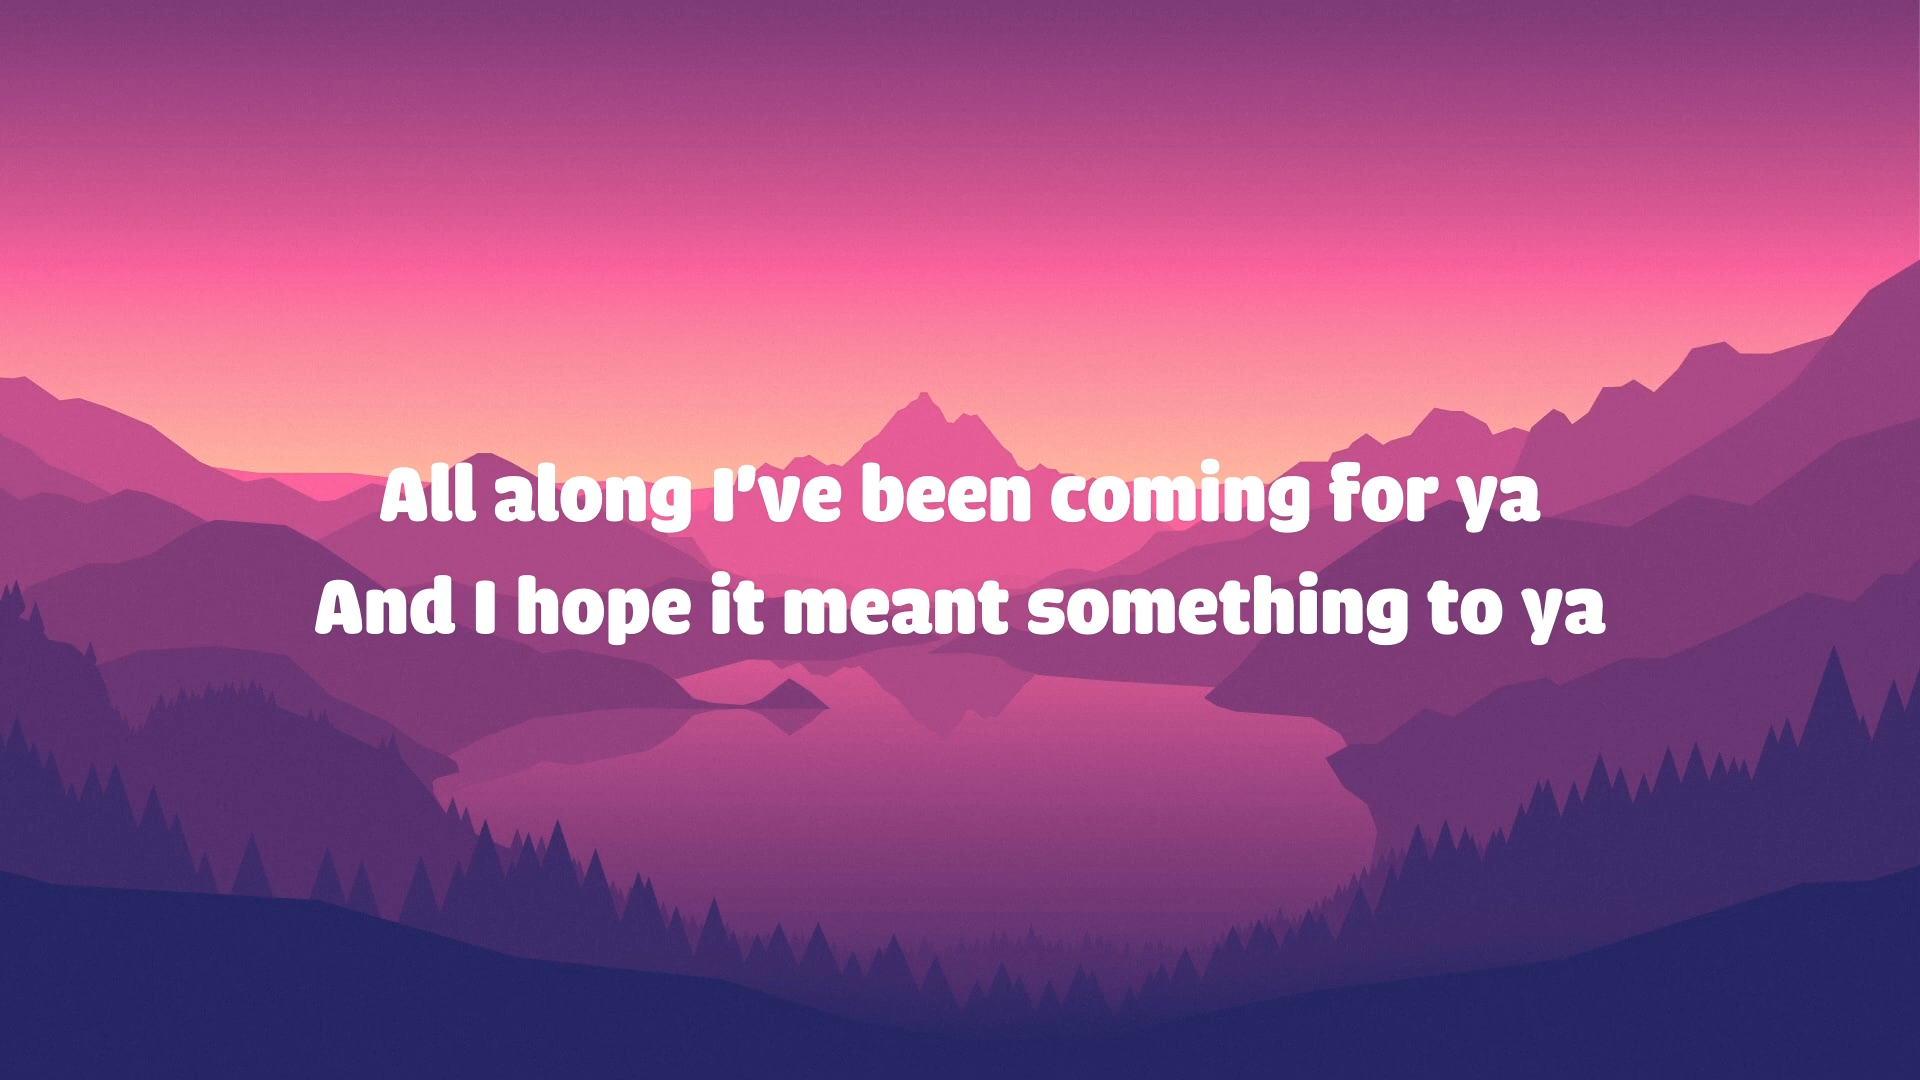 All along I’ve been coming for ya
And I hope it meant something to ya